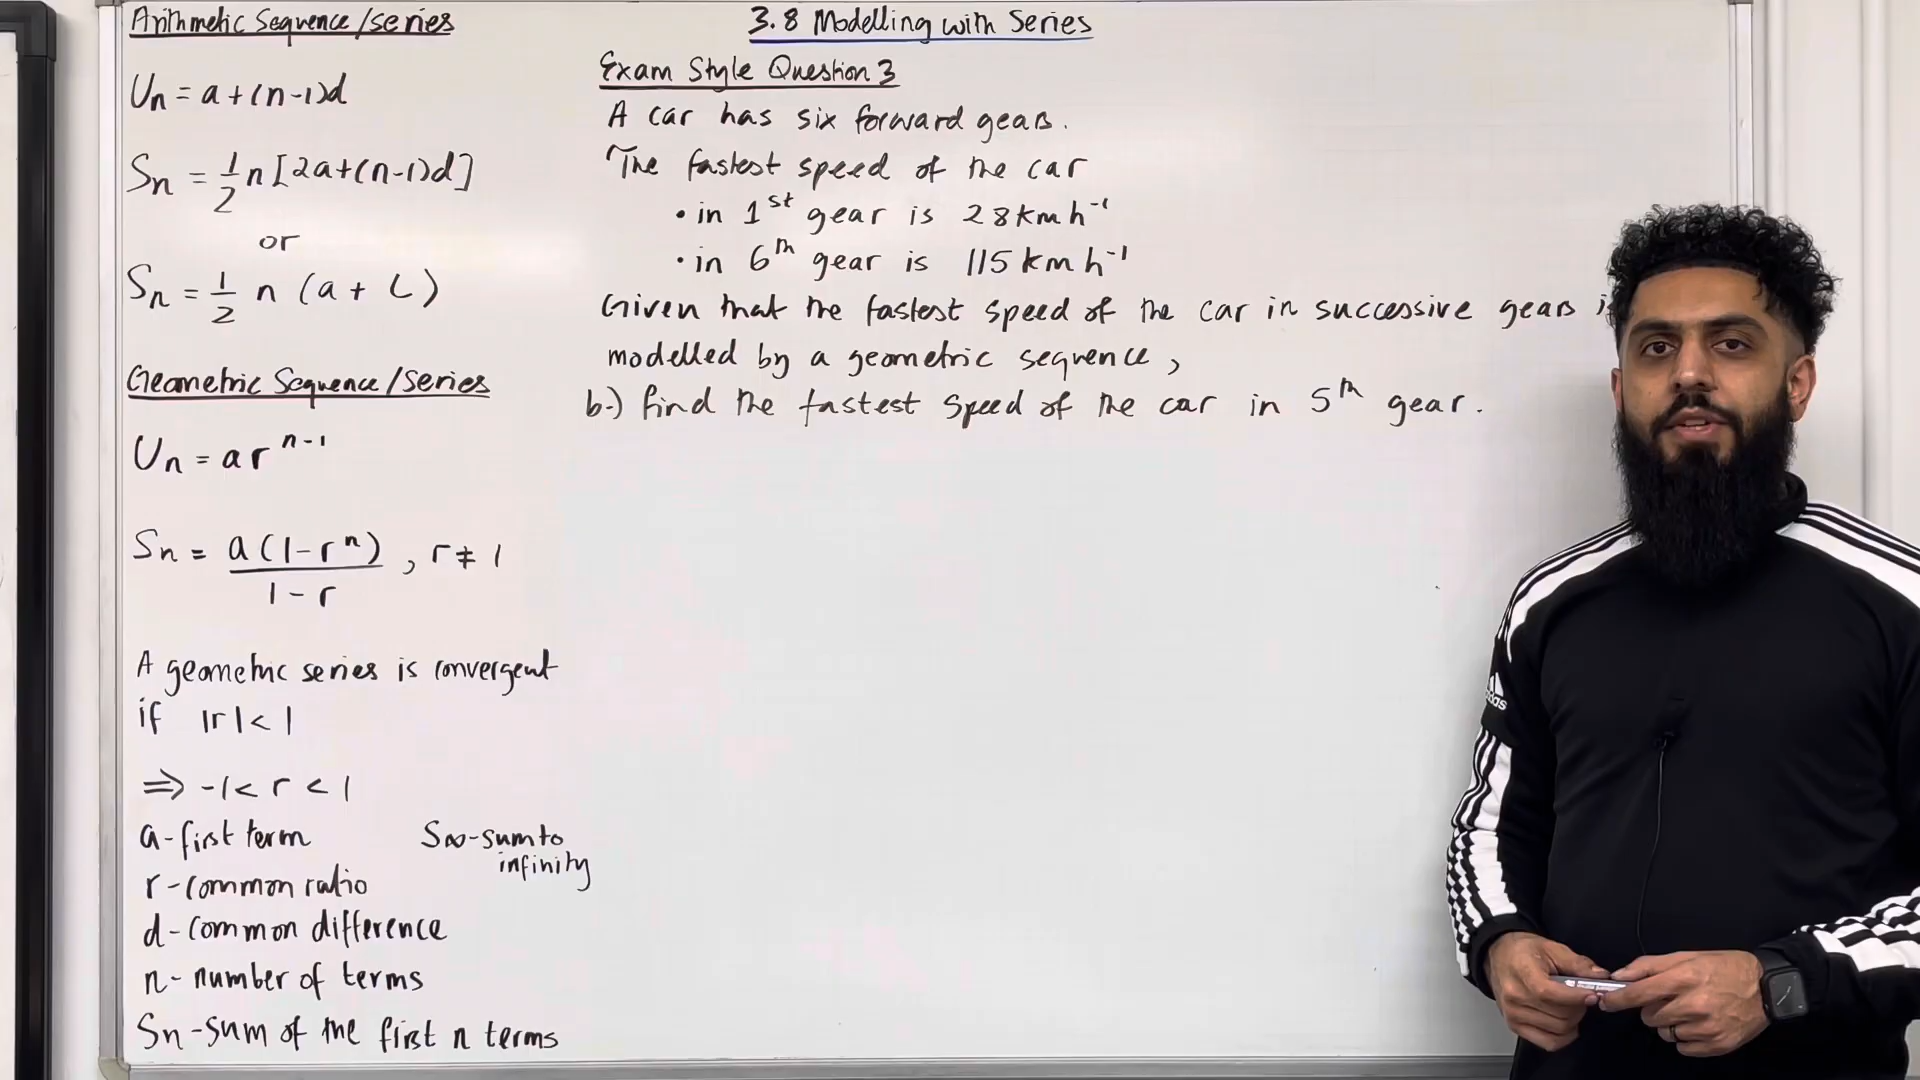 Arithmetic Sequence/series
Un = a+(n-1)d
Sn = 1/2 n[2a+(n-1)d]
or
Sn = 1/2 n (a + L)
Geometric Sequence/series
Un = ar^n-1
Sn = a(1-r^n)/1-r , r≠1
A geometric series is convergent
if |r|<1
⇒ -1< r < 1
a-first term
S∞-sum to
infinity
r-common ratio
d-common difference
n-number of terms
Sn-sum of the first n terms
3.8 Modelling with Series
Exam Style Question 3
A car has six forward gears.
The fastest speed of the car
• in 1st gear is 28km h^-1
• in 6th gear is 115km h^-1
Given that the fastest speed of the car in successive gears is
modelled by a geometric sequence,
b.) find the fastest speed of the car in 5th gear.